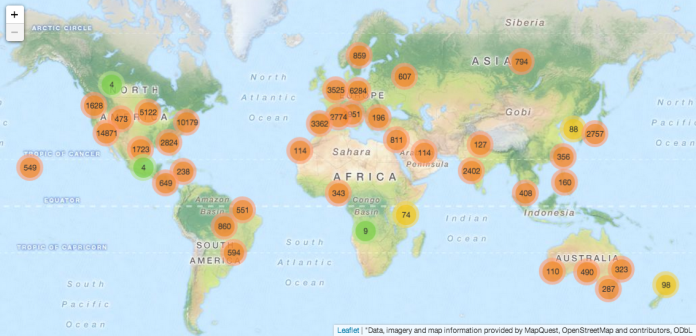 +
−
ARCTIC CIRCLE
Siberia
859
ASIA
794
607
4
NORTH
North
Atlantic
Ocean
3525
6284
PE
Gobi
1628
473
5122
10179
A
A
14871
3362
2774
51
196
88
2757
2824
1723
114
811
127
356
TROPIC OF CANCER
Sahara
114
Peninsula
549
4
238
649
AFRICA
2402
343
408
160
EQUATOR
Amazon
Basin
551
Congo
Basin
74
Indian
Ocean
Indonesia
860
9
TROPIC OF CAPRICORN
SOUTH
AMERI
594
South
Atlantic
Ocean
AUSTRALIA
110
490
323
287
98
South
Pacific
Ocean
Leaflet | "Data, imagery and map information provided by MapQuest, OpenStreetMap and contributors, ODbL